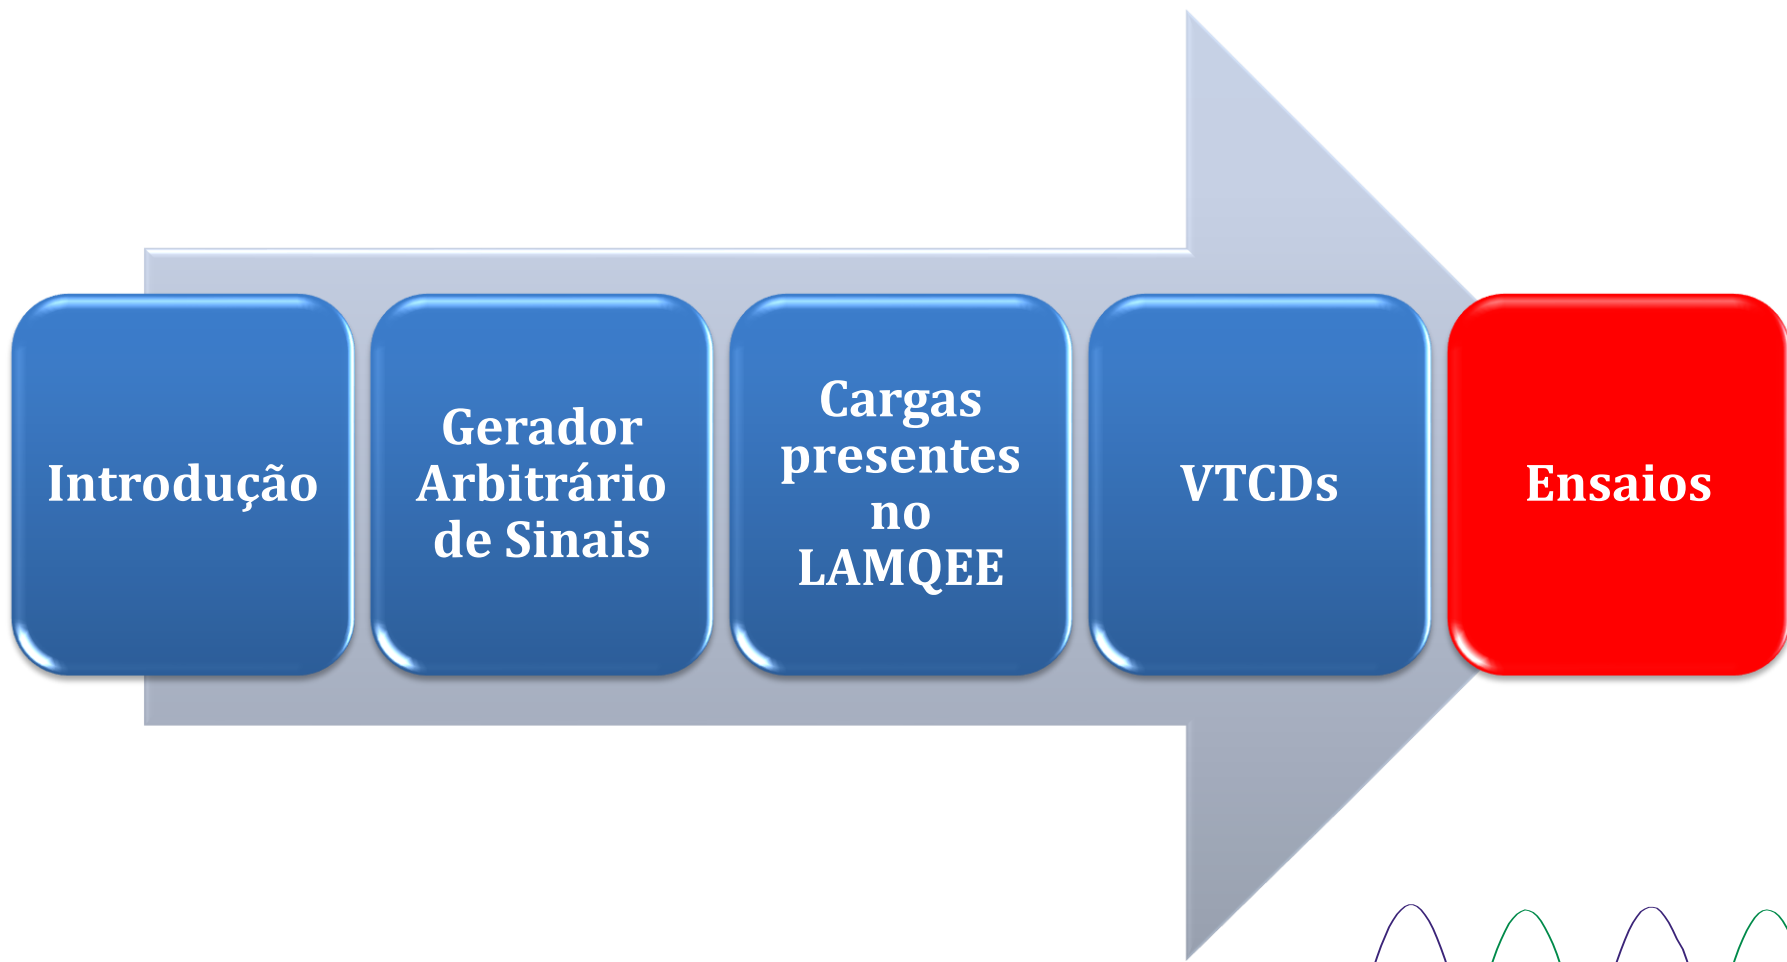 Introdução
Gerador
Arbitrário
de Sinais
Cargas
presentes
no
LAMQEE
VTCDs
Ensaios